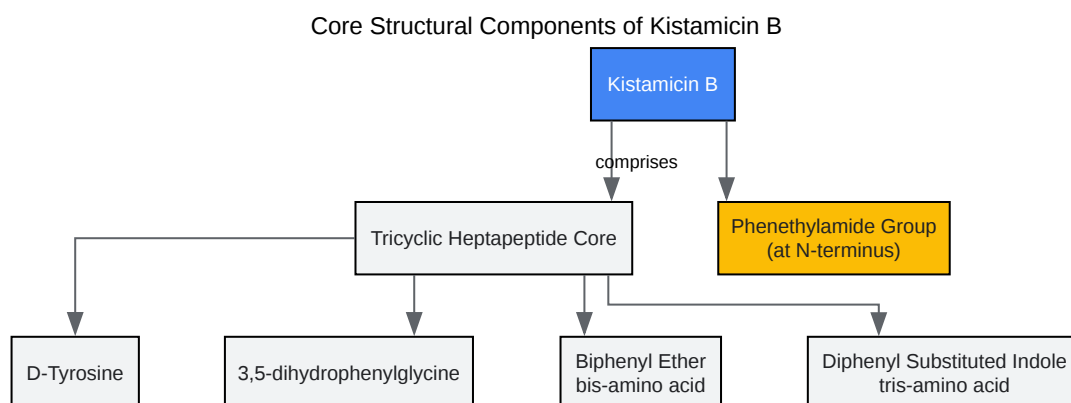 Core Structural Components of Kistamicin B
Kistamicin B
comprises
Tricyclic Heptapeptide Core
Phenethylamide Group
(at N-terminus)
D-Tyrosine
3,5-dihydrophenylglycine
Biphenyl Ether
bis-amino acid
Diphenyl Substituted Indole
tris-amino acid